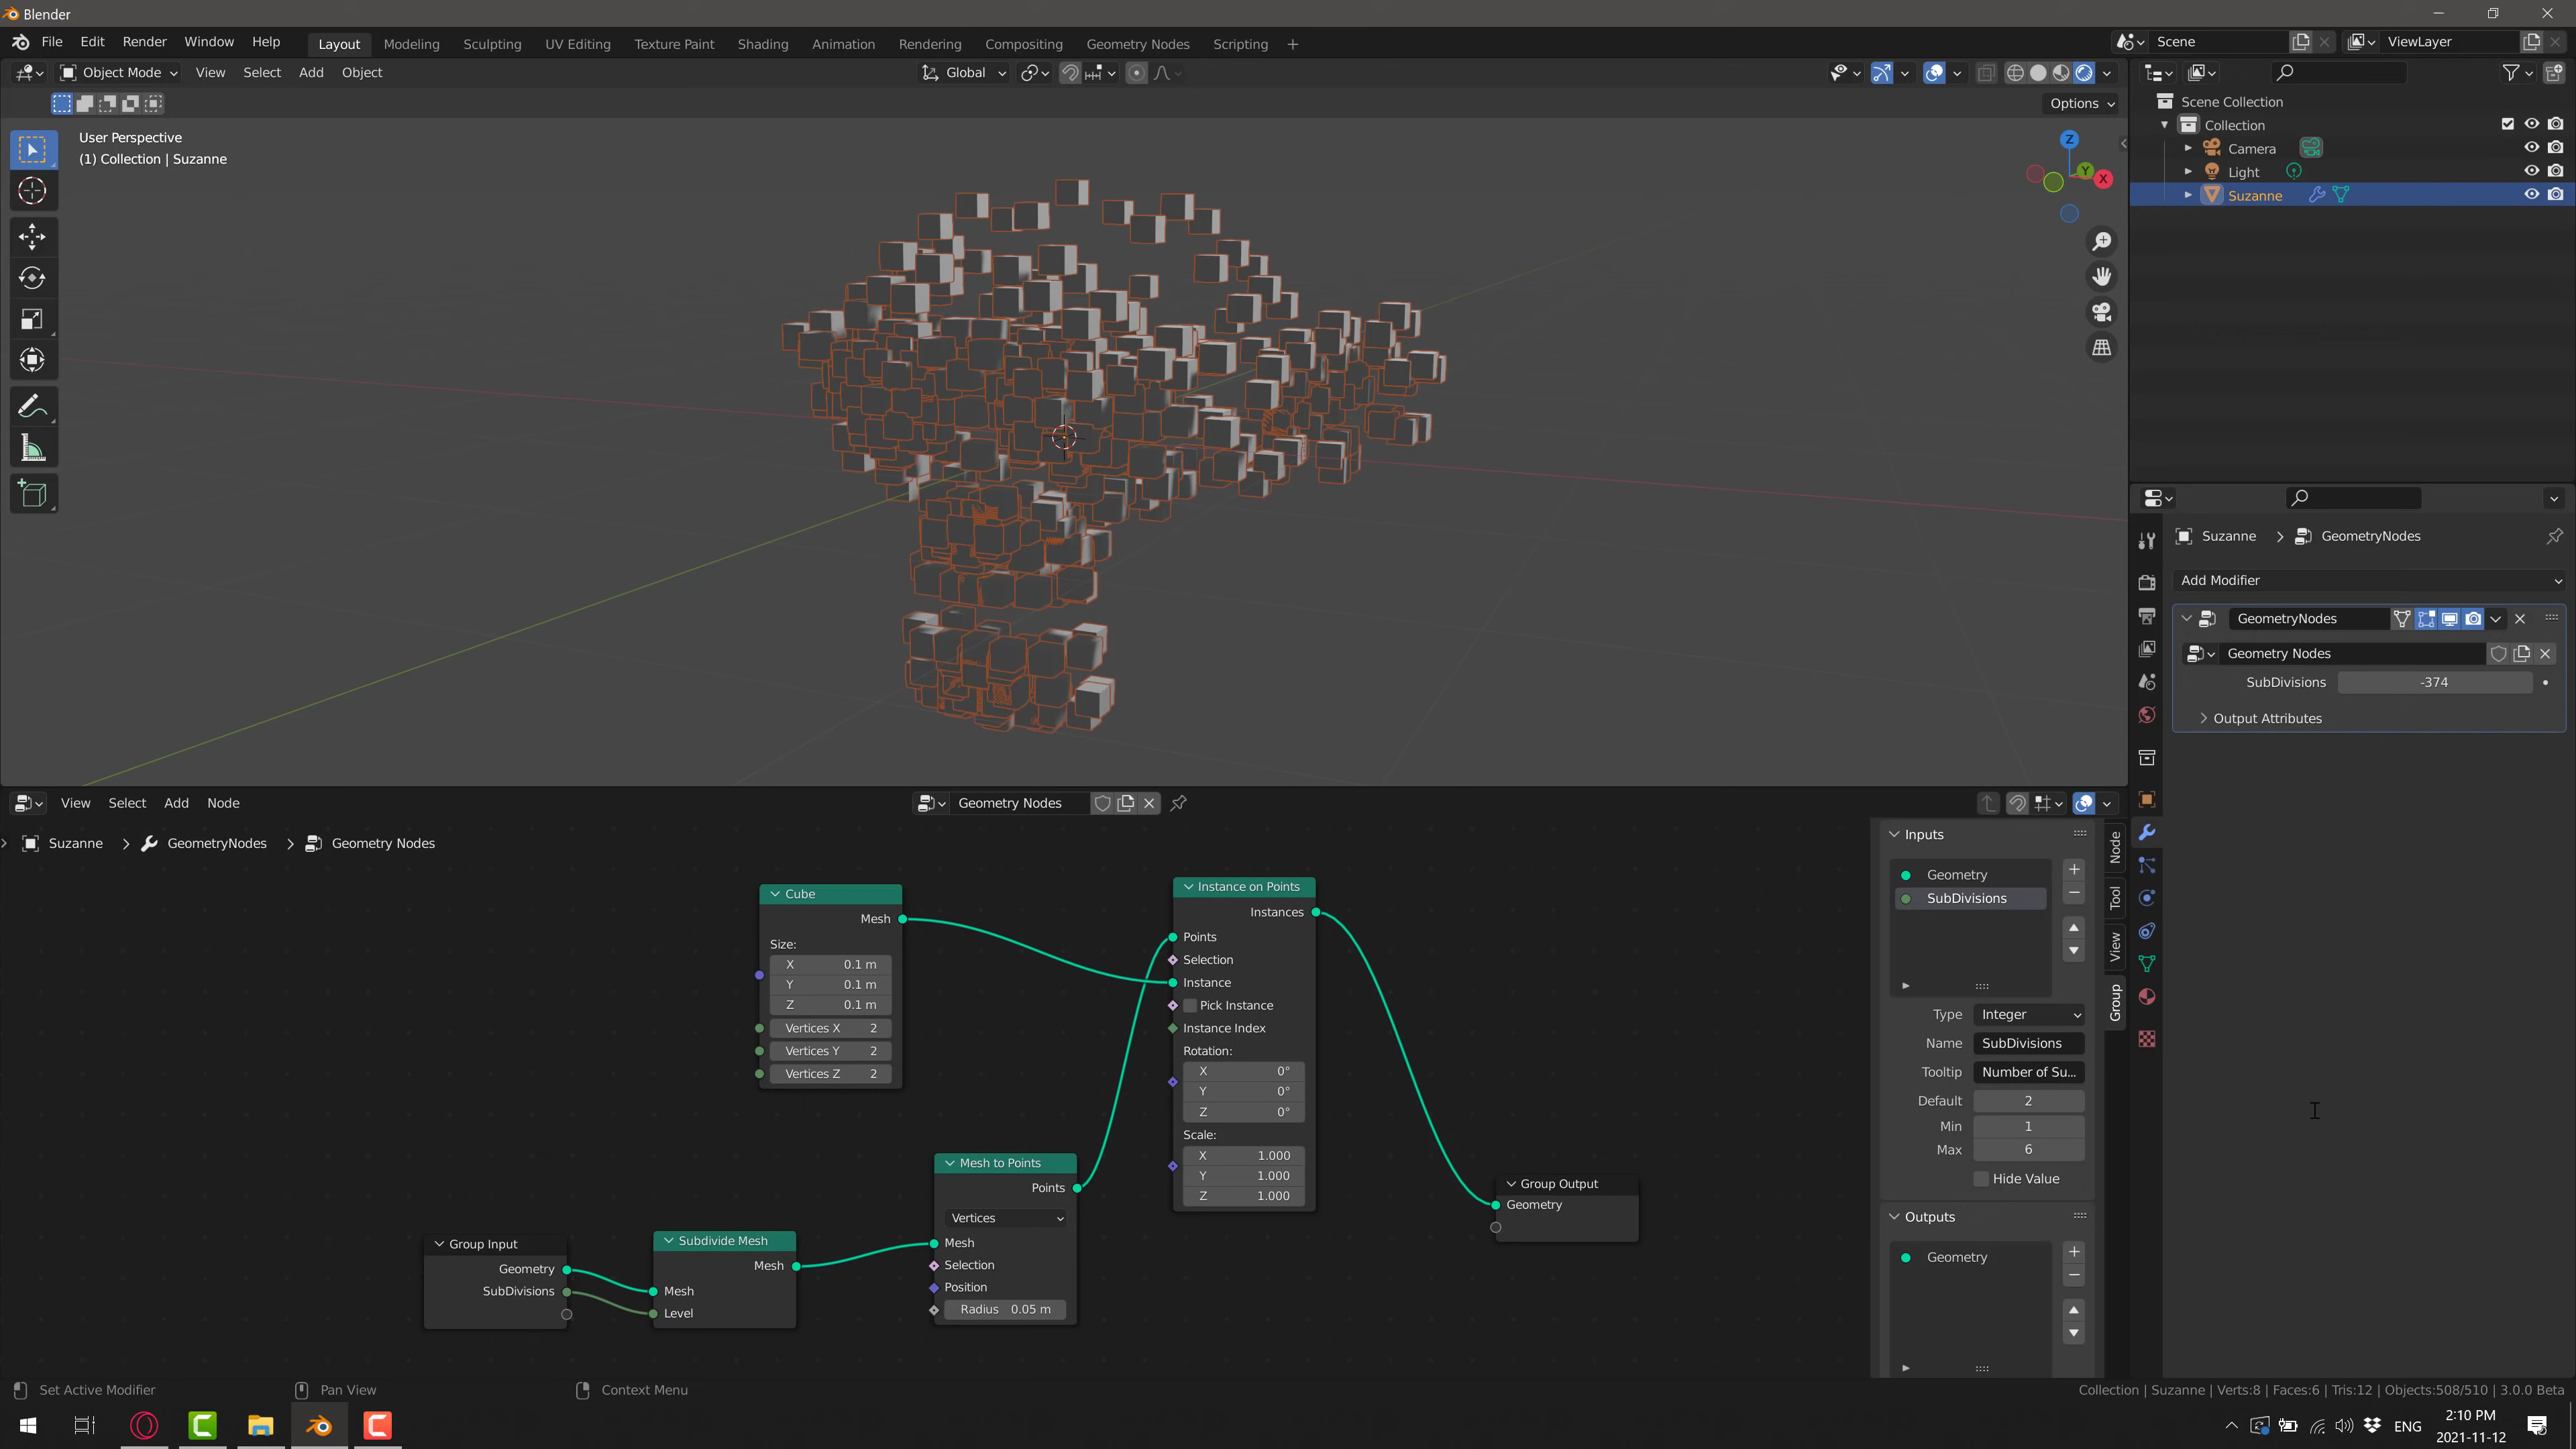 Blender
File Edit Render Window Help Layout Modeling Sculpting UV Editing Texture Paint Shading Animation Rendering Compositing Geometry Nodes Scripting + Scene ViewLayer
Object Mode View Select Add Object Global
Options
User Perspective
(1) Collection | Suzanne
Z
Y
X
Scene Collection
Collection
Camera
Light
Suzanne
Suzanne > GeometryNodes
Add Modifier
GeometryNodes
Geometry Nodes
SubDivisions -374
Output Attributes
View Select Add Node Geometry Nodes
Suzanne > GeometryNodes > Geometry Nodes
Cube
Mesh
Size:
X 0.1 m
Y 0.1 m
Z 0.1 m
Vertices X 2
Vertices Y 2
Vertices Z 2
Instance on Points
Instances
Points
Selection
Instance
Pick Instance
Instance Index
Rotation:
X 0°
Y 0°
Z 0°
Scale:
X 1.000
Y 1.000
Z 1.000
Mesh to Points
Points
Vertices
Mesh
Selection
Position
Radius 0.05 m
Group Input
Geometry
SubDivisions
Subdivide Mesh
Mesh
Mesh
Level
Group Output
Geometry
Inputs
Geometry
SubDivisions
Type Integer
Name SubDivisions
Tooltip Number of Su...
Default 2
Min 1
Max 6
Hide Value
Outputs
Geometry
Node
Tool
View
Group
Set Active Modifier Pan View Context Menu Collection | Suzanne | Verts:8 | Faces:6 | Tris:12 | Objects:508/510 | 3.0.0 Beta
ENG 2:10 PM
2021-11-12